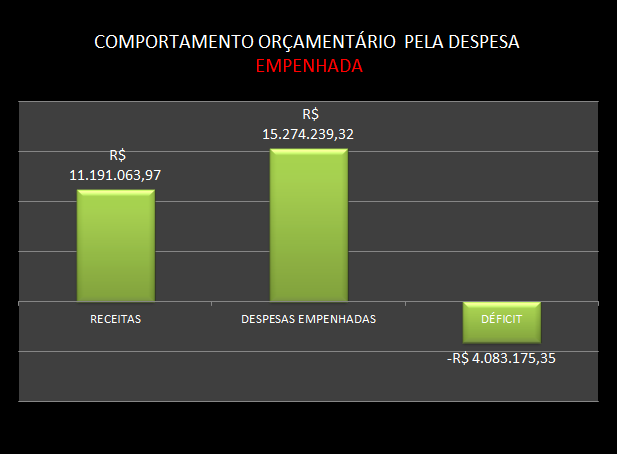 COMPORTAMENTO ORÇAMENTÁRIO  PELA DESPESA
EMPENHADA
R$
15.274.239,32
R$
11.191.063,97
RECEITAS
DESPESAS EMPENHADAS
DÉFICIT
-R$ 4.083.175,35